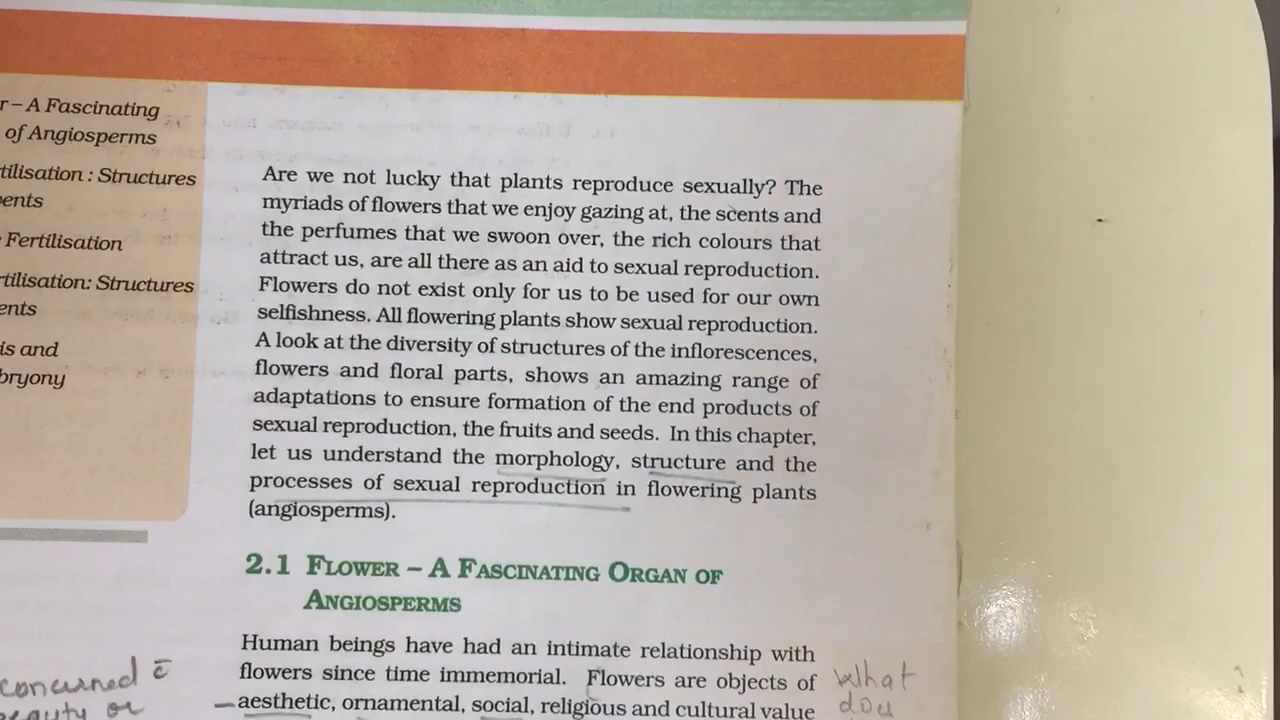 r – A Fascinating
of Angiosperms
tilisation : Structures
ents
Fertilisation
rtilisation: Structures
ents
is and
bryony
Are we not lucky that plants reproduce sexually? The
myriads of flowers that we enjoy gazing at, the scents and
the perfumes that we swoon over, the rich colours that
attract us, are all there as an aid to sexual reproduction.
Flowers do not exist only for us to be used for our own
selfishness. All flowering plants show sexual reproduction.
A look at the diversity of structures of the inflorescences,
flowers and floral parts, shows an amazing range of
adaptations to ensure formation of the end products of
sexual reproduction, the fruits and seeds. In this chapter,
let us understand the morphology, structure and the
processes of sexual reproduction in flowering plants
(angiosperms).
2.1 FLOWER – A FASCINATING ORGAN OF
ANGIOSPERMS
Human beings have had an intimate relationship with
flowers since time immemorial. Flowers are objects of
aesthetic, ornamental, social, religious and cultural value
concerned c̄
eauty or
What
does